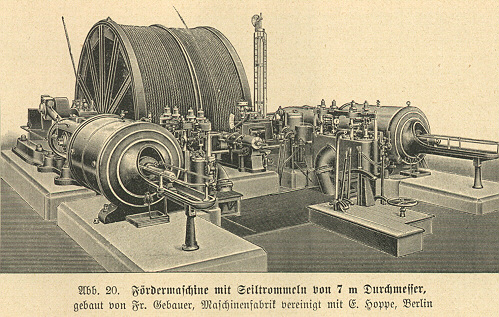 Abb. 20. Fördermaschine mit Seiltrommeln von 7 m Durchmesser,
gebaut von Fr. Gebauer, Maschinenfabrik vereinigt mit E. Hoppe, Berlin